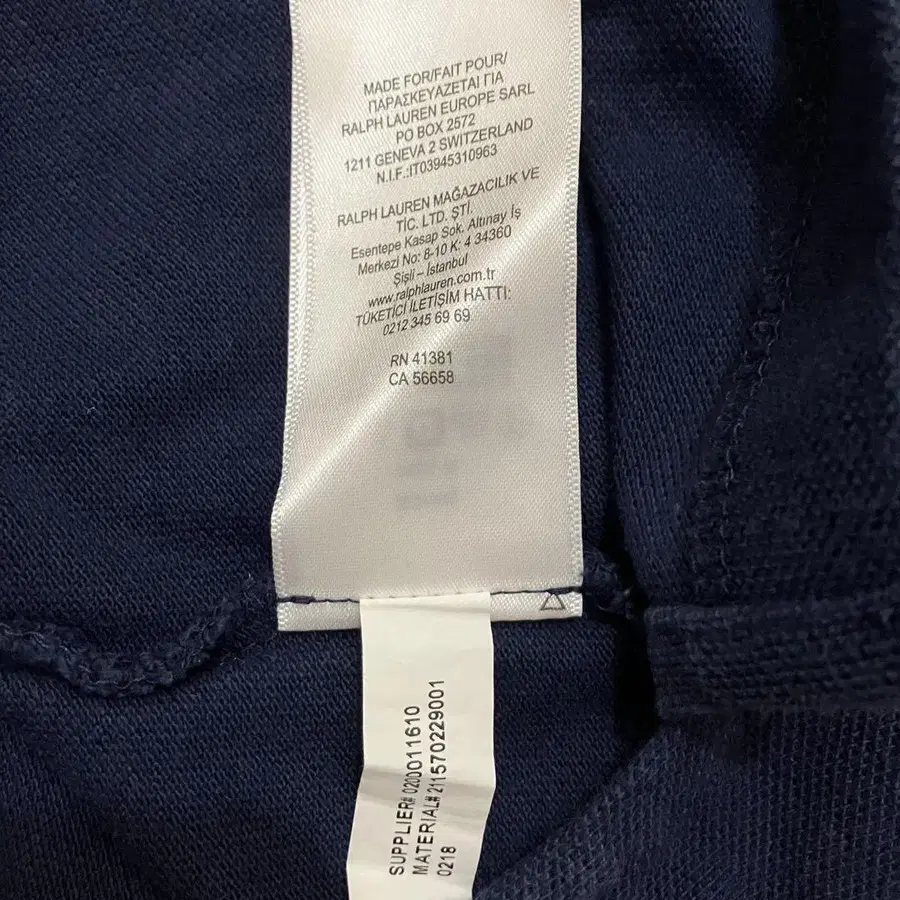 MADE FOR/FAIT POUR/
ΠΑΡΑΣΚΕΥΑΖΕΤΑΙ ΓΙΑ
RALPH LAUREN EUROPE SARL
PO BOX 2572
1211 GENEVA 2 SWITZERLAND
N.I.F.:IT03945310963
RALPH LAUREN MAĞAZACILIK VE
TİC. LTD. ŞTİ.
Esentepe Kasap Sok. Altınay İş
Merkezi No: 8-10 K: 4 34360
Şişli – İstanbul
www.ralphlauren.com.tr
TÜKETİCİ İLETİŞİM HATTI:
0212 345 69 69
RN 41381
CA 56658
SUPPLIER# 0200011610
MATERIAL# 211570229001
0218